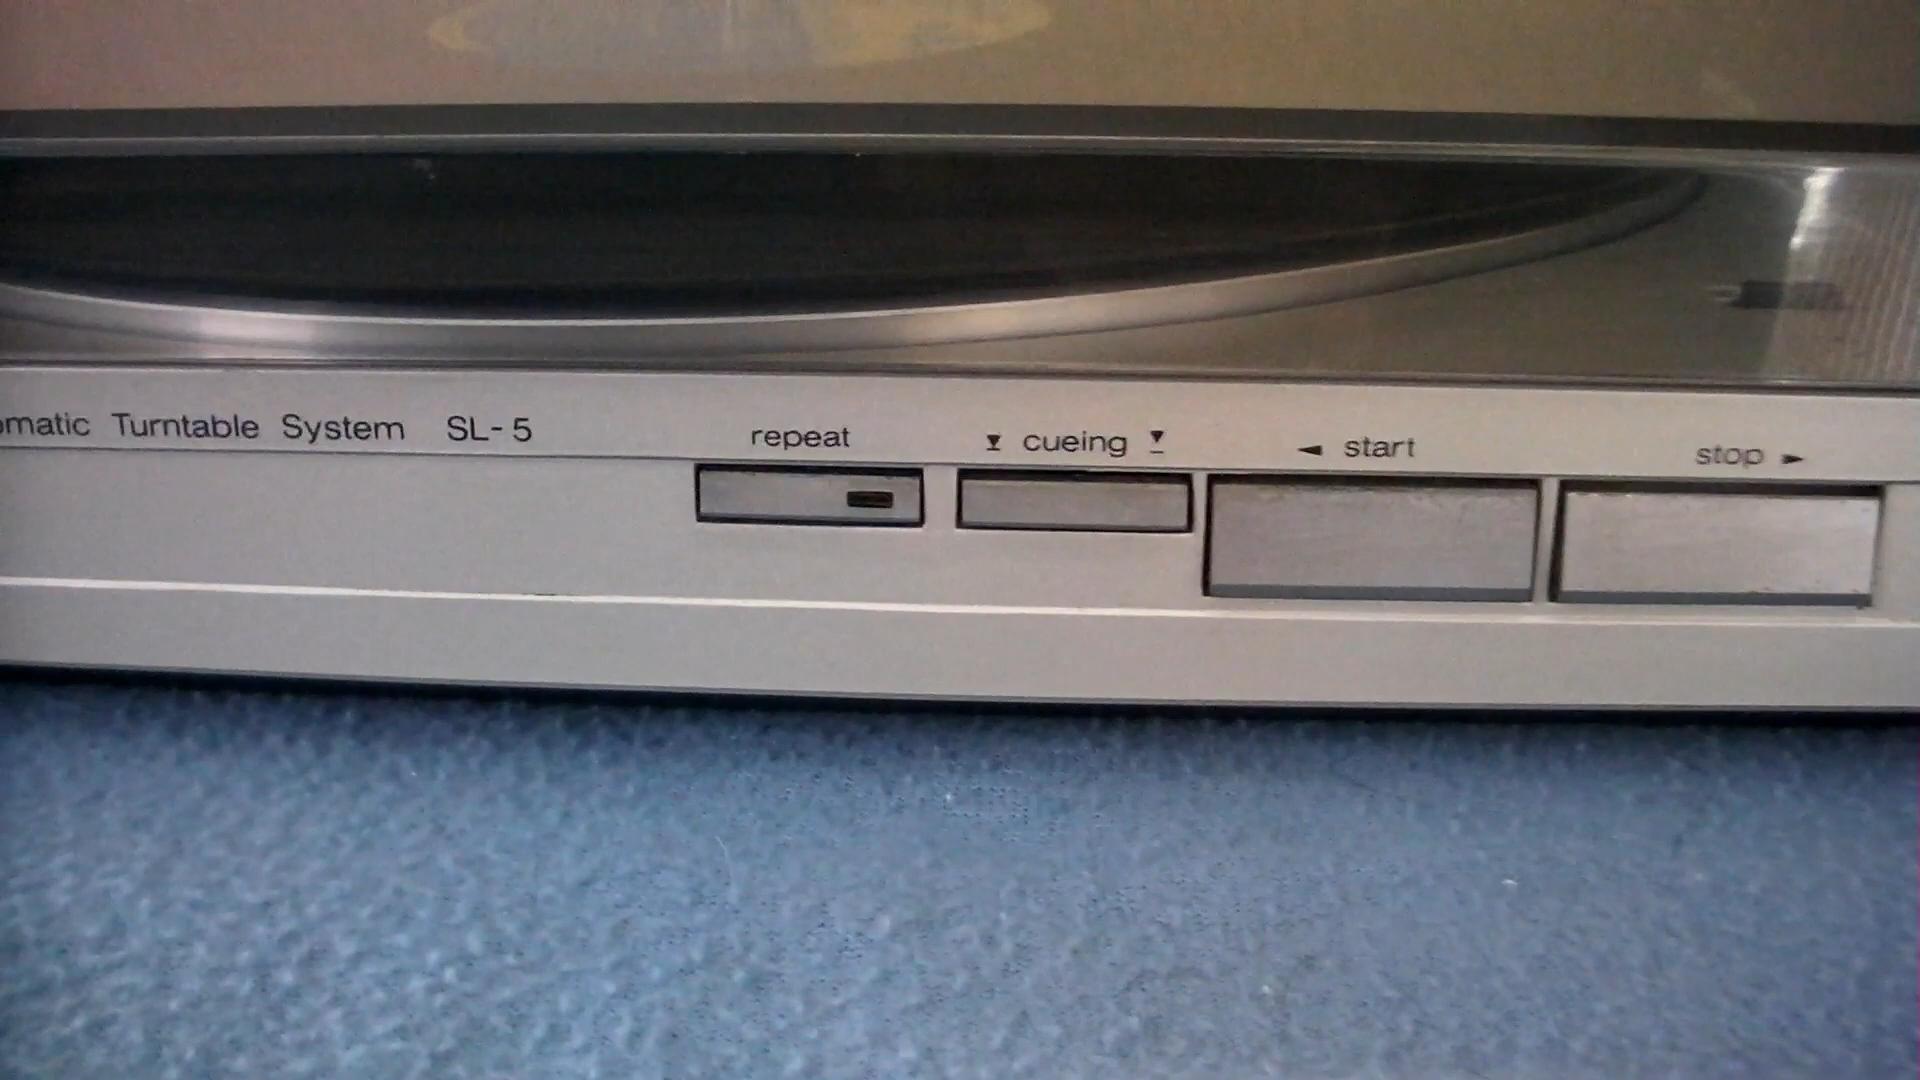 omatic Turntable System SL-5
repeat
cueing
start
stop